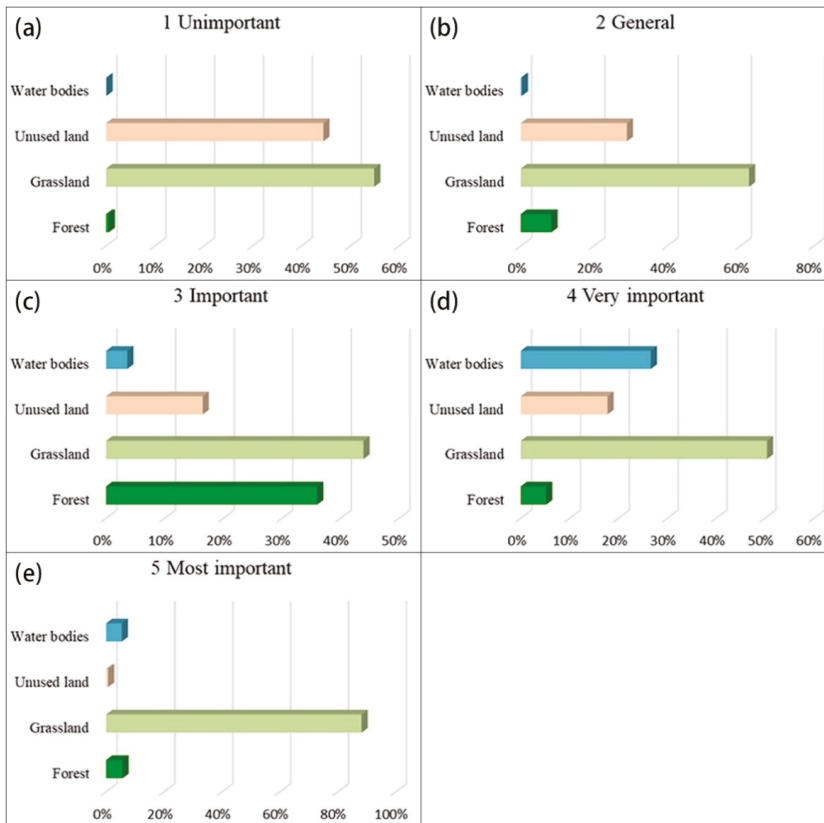 (a) 1 Unimportant
Water bodies
Unused land
Grassland
Forest
0% 10% 20% 30% 40% 50% 60%
(b) 2 General
Water bodies
Unused land
Grassland
Forest
0% 20% 40% 60% 80%
(c) 3 Important
Water bodies
Unused land
Grassland
Forest
0% 10% 20% 30% 40% 50%
(d) 4 Very important
Water bodies
Unused land
Grassland
Forest
0% 10% 20% 30% 40% 50% 60%
(e) 5 Most important
Water bodies
Unused land
Grassland
Forest
0% 20% 40% 60% 80% 100%